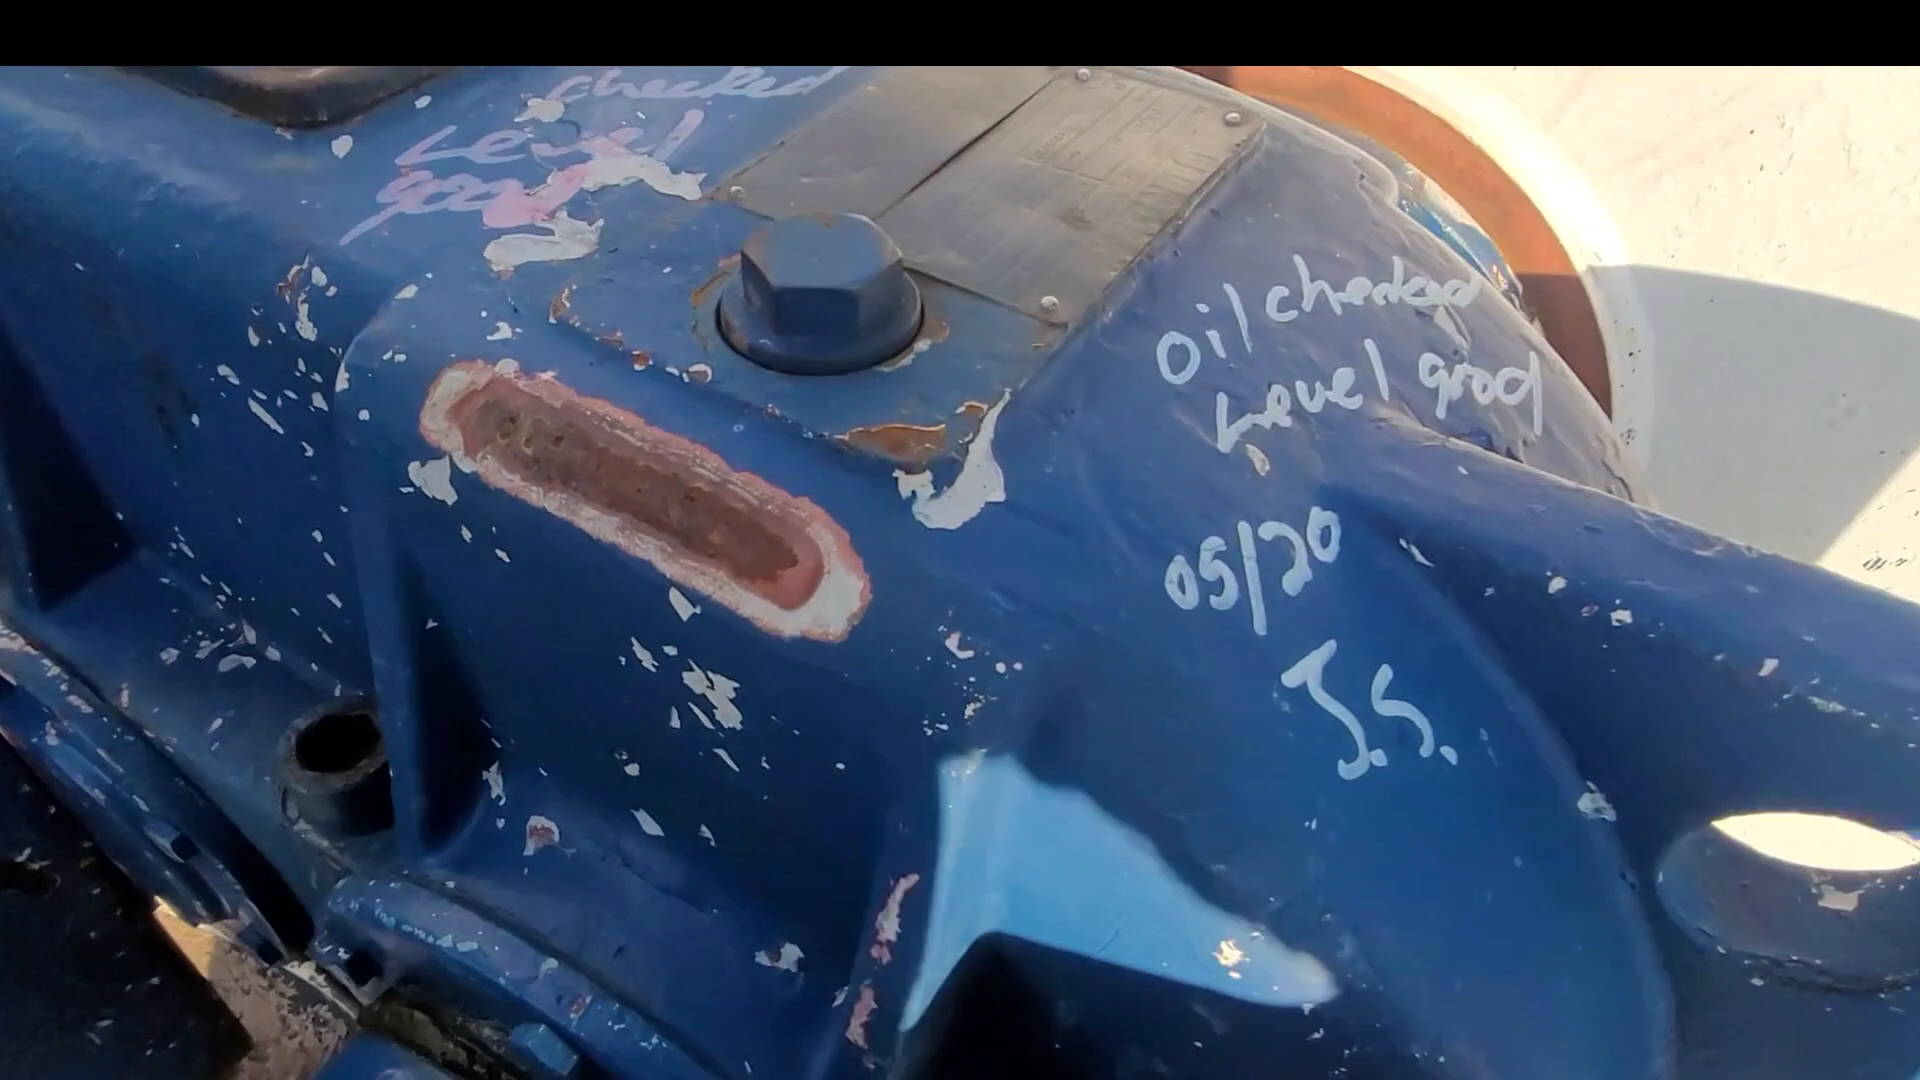 checked
Level
good
Oil checked
Level good
05/20
J.S.